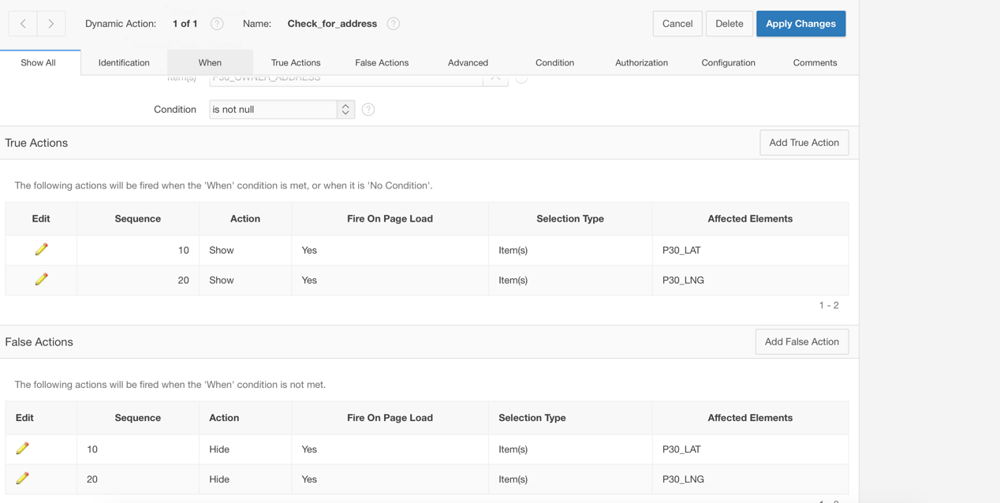 Dynamic Action: 1 of 1 ? Name: Check_for_address ? Cancel Delete Apply Changes
Show All Identification When True Actions False Actions Advanced Condition Authorization Configuration Comments
Item(s) P30_OWNER_ADDRESS
Condition is not null ?
True Actions Add True Action
The following actions will be fired when the 'When' condition is met, or when it is 'No Condition'.
Edit Sequence Action Fire On Page Load Selection Type Affected Elements
10 Show Yes Item(s) P30_LAT
20 Show Yes Item(s) P30_LNG
1 - 2
False Actions Add False Action
The following actions will be fired when the 'When' condition is not met.
Edit Sequence Action Fire On Page Load Selection Type Affected Elements
10 Hide Yes Item(s) P30_LAT
20 Hide Yes Item(s) P30_LNG